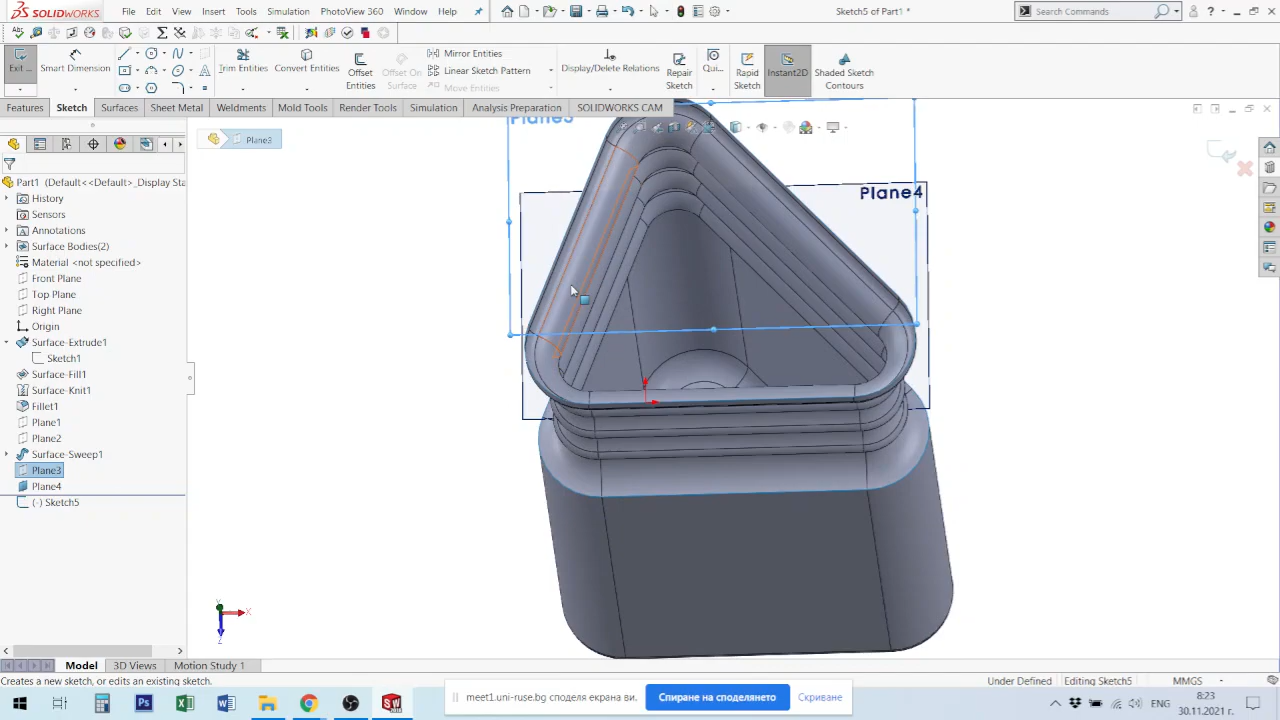 SOLIDWORKS File Edit View Insert Tools Simulation PhotoView 360 Window Help Sketch5 of Part1 * Search Commands
Exit ... Smart Dimension Trim Entities Convert Entities Offset Entities Offset On Surface Mirror Entities Linear Sketch Pattern Move Entities Display/Delete Relations Repair Sketch Qui... Rapid Sketch Instant2D Shaded Sketch Contours
Features Sketch Surfaces Sheet Metal Weldments Mold Tools Render Tools Simulation Analysis Preparation SOLIDWORKS CAM
Plane3
Plane3
Part1 (Default<<Default>_Display Sta
Plane4
History
Sensors
Annotations
Surface Bodies(2)
Material <not specified>
Front Plane
Top Plane
Right Plane
Origin
Surface-Extrude1
Sketch1
Surface-Fill1
Surface-Knit1
Fillet1
Plane1
Plane2
Surface-Sweep1
Plane3
Plane4
(-) Sketch5
Y
X
Z
Model 3D Views Motion Study 1
Creates a new sketch, or edits an existing sketch. Under Defined Editing Sketch5 MMGS
meet1.uni-ruse.bg споделя екрана ви. Спиране на споделянето Скриване
ENG
8:23
30.11.2021 г.